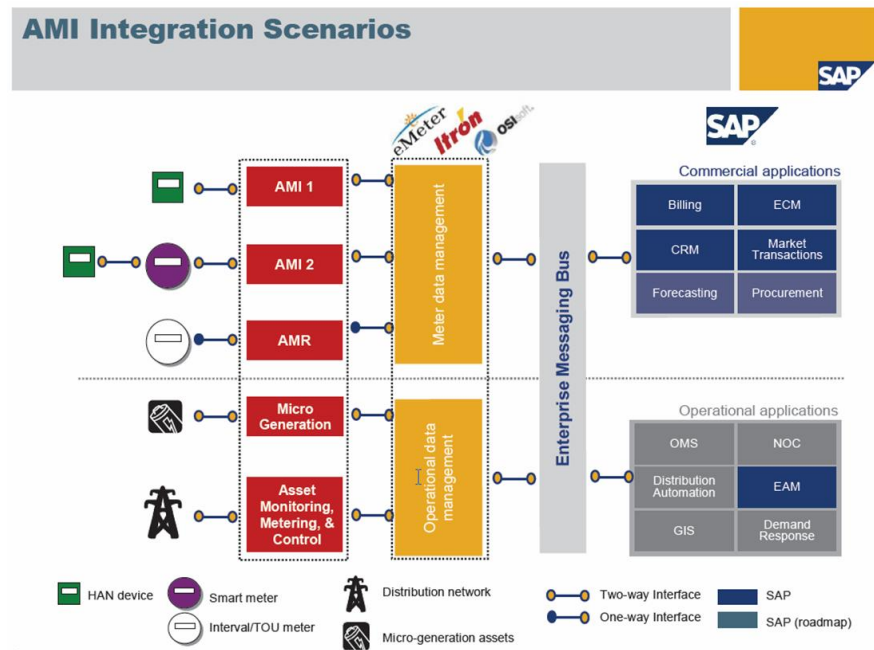 AMI Integration Scenarios
SAP
eMeter
Itrón
OSIsoft.
SAP
Commercial applications
AMI 1
Billing
ECM
AMI 2
CRM
Market
Transactions
Forecasting
Procurement
AMR
Meter data management
Enterprise Messaging Bus
Micro
Generation
Operational applications
OMS
NOC
Operational data
management
Distribution
Automation
EAM
Asset
Monitoring,
Metering, &
Control
GIS
Demand
Response
HAN device
Smart meter
Distribution network
Two-way Interface
SAP
Interval/TOU meter
Micro-generation assets
One-way Interface
SAP (roadmap)